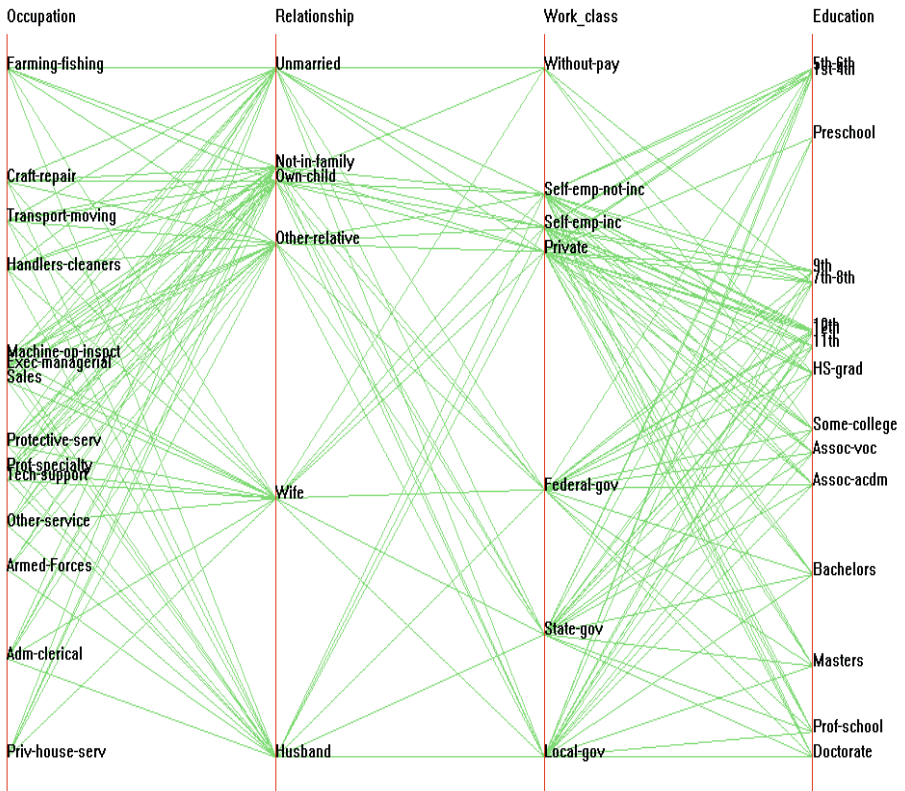 Occupation
Relationship
Work_class
Education
Farming-fishing
Craft-repair
Transport-moving
Handlers-cleaners
Machine-op-inspct
Exec-managerial
Sales
Protective-serv
Prof-specialty
Tech-support
Other-service
Armed-Forces
Adm-clerical
Priv-house-serv
Unmarried
Not-in-family
Own-child
Other-relative
Wife
Husband
Without-pay
Self-emp-not-inc
Self-emp-inc
Private
Federal-gov
State-gov
Local-gov
5th-6th
1st-4th
Preschool
9th
7th-8th
10th
12th
11th
HS-grad
Some-college
Assoc-voc
Assoc-acdm
Bachelors
Masters
Prof-school
Doctorate